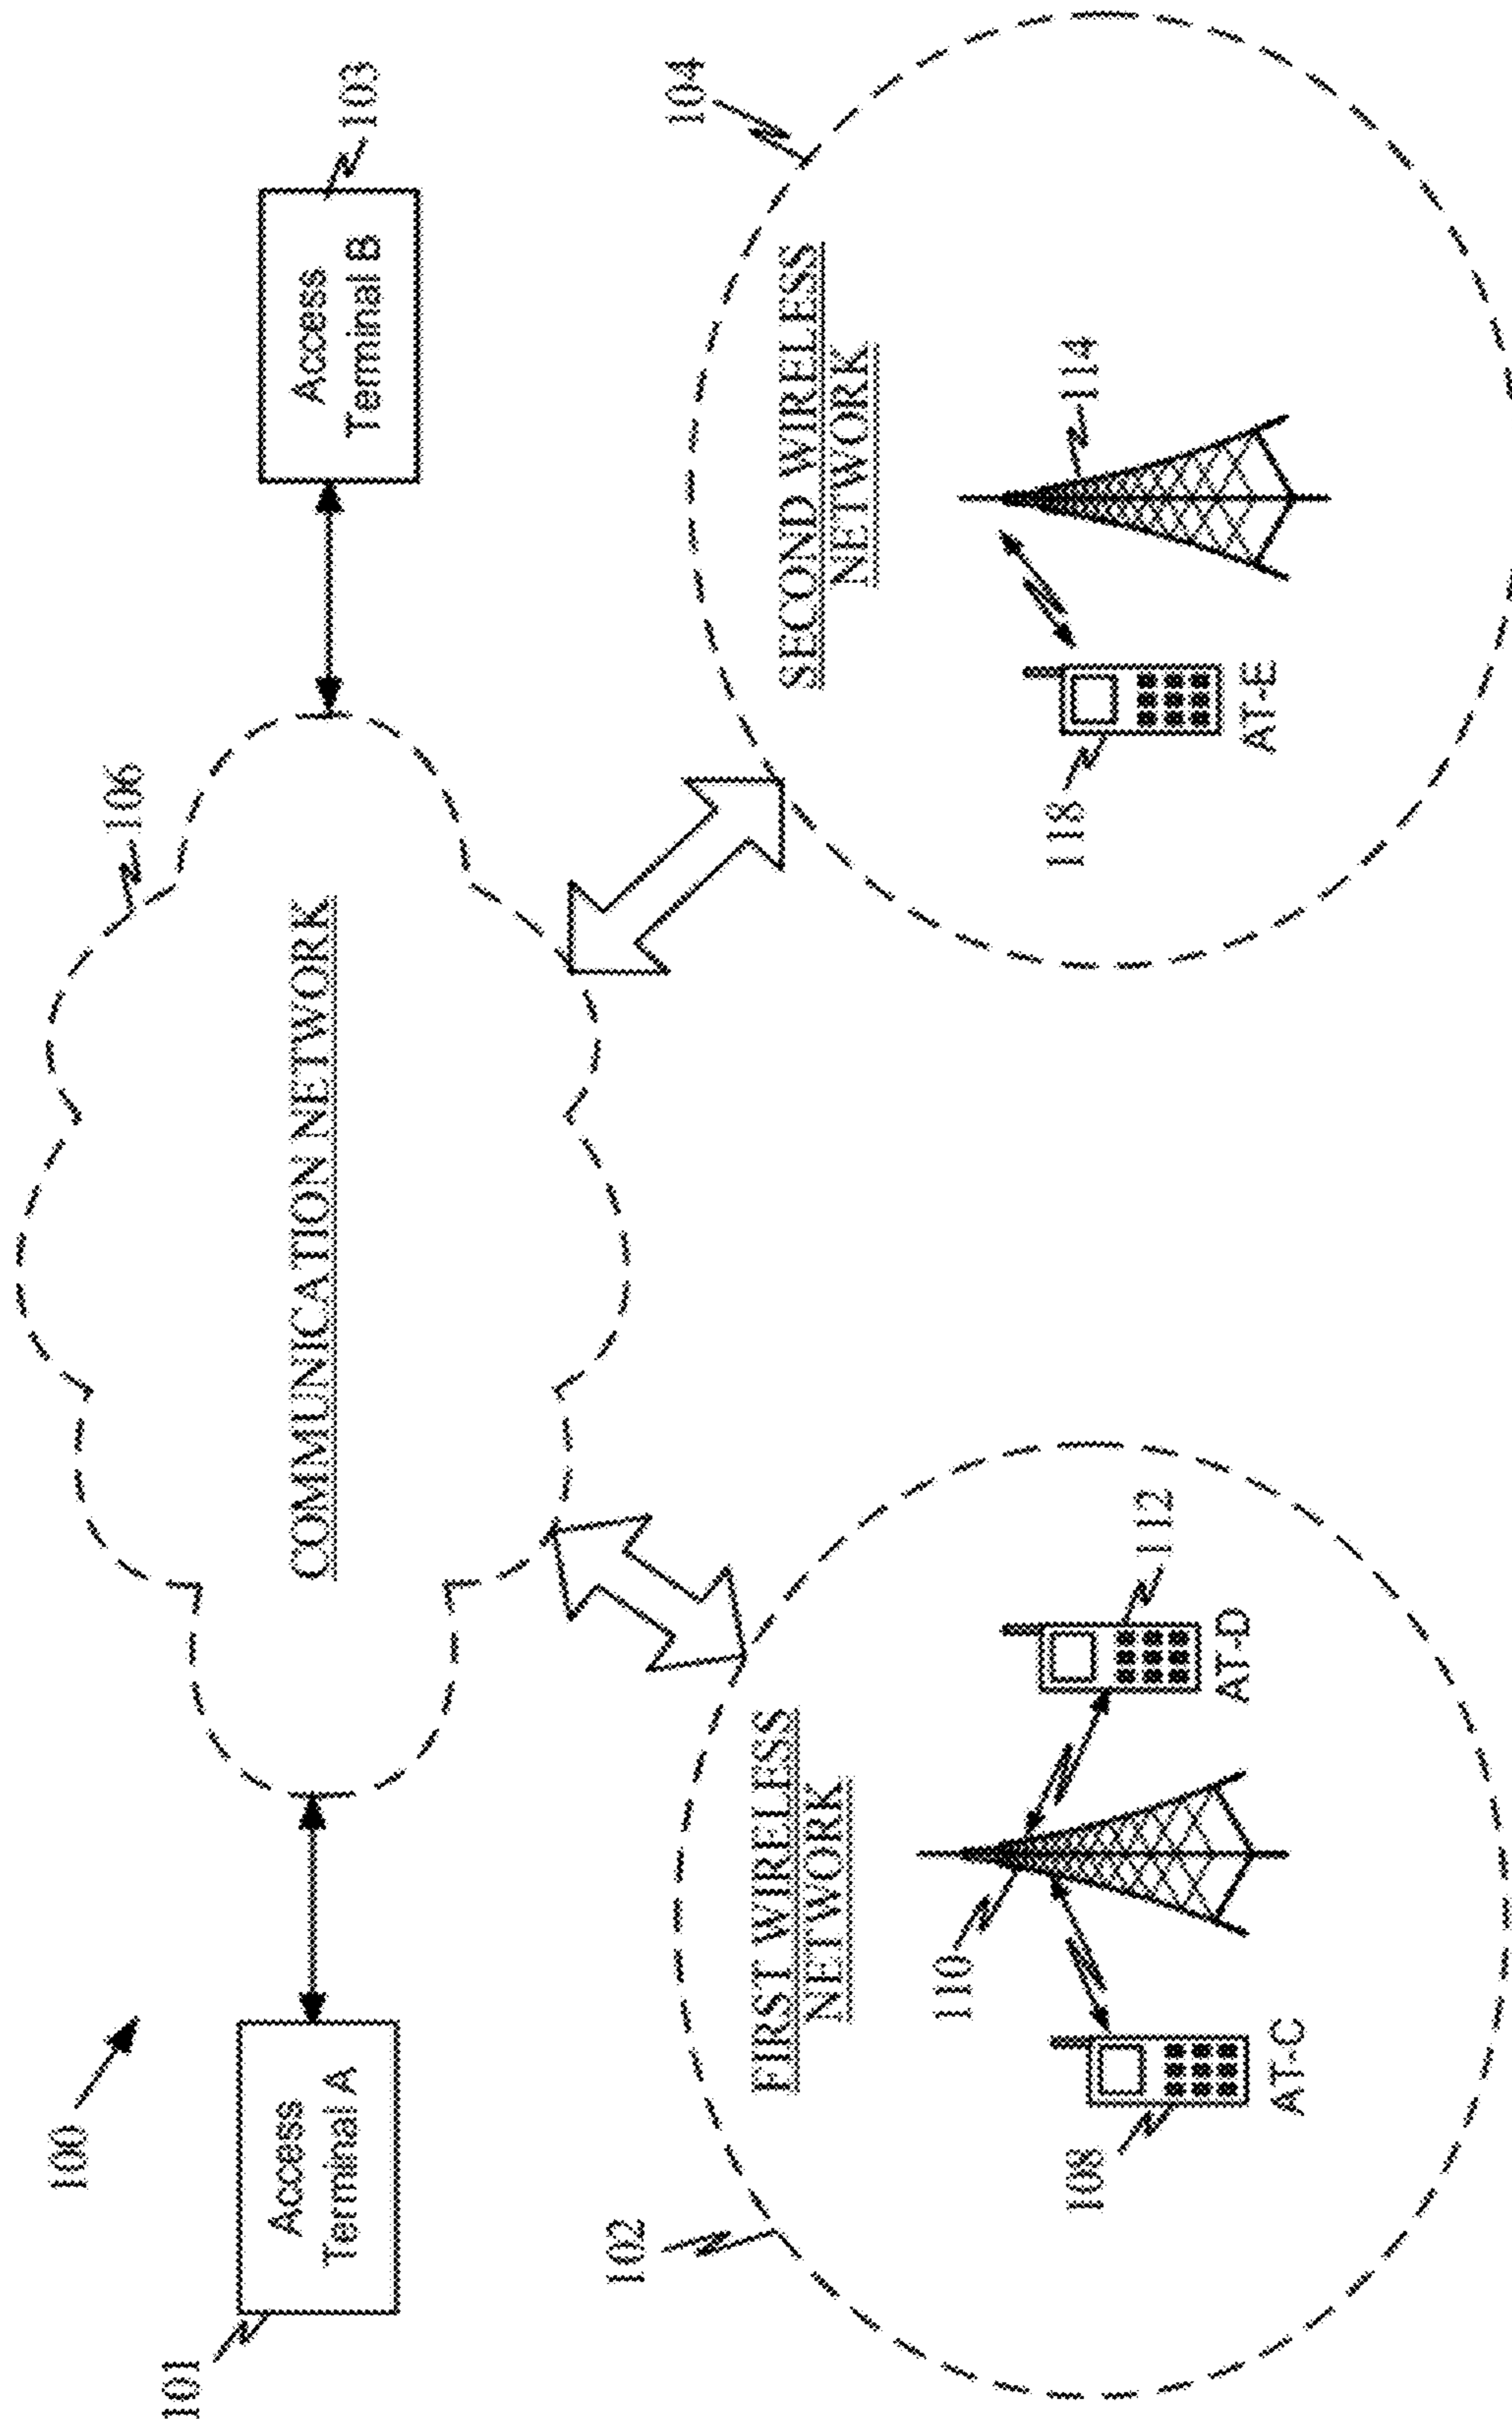 100
101
Access
Terminal A
106
COMMUNICATION NETWORK
103
Access
Terminal B
102
FIRST WIRELESS
NETWORK
110
108
AT-C
112
AT-D
104
SECOND WIRELESS
NETWORK
114
118
AT-E